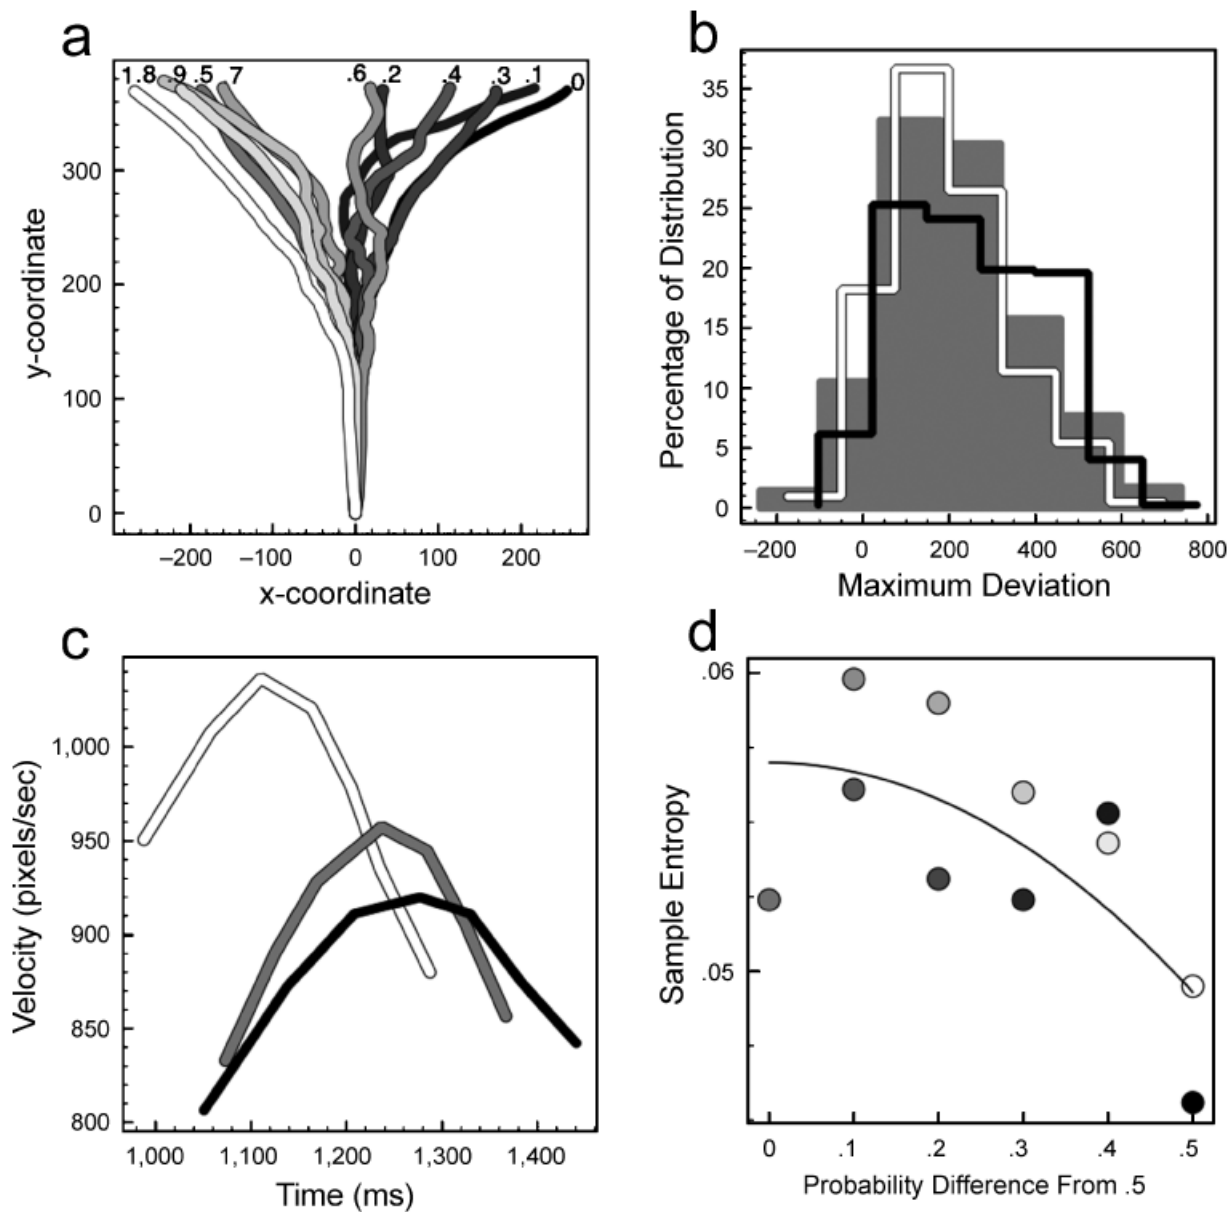 a
1.8 .9 .5 .7 .6 .2 .4 .3 .1 0
300
200
100
0
y-coordinate
−200 −100 0 100 200
x-coordinate
b
35
30
25
20
15
10
5
0
Percentage of Distribution
−200 0 200 400 600 800
Maximum Deviation
c
1,000
950
900
850
800
Velocity (pixels/sec)
1,000 1,100 1,200 1,300 1,400
Time (ms)
d
.06
.05
Sample Entropy
0 .1 .2 .3 .4 .5
Probability Difference From .5